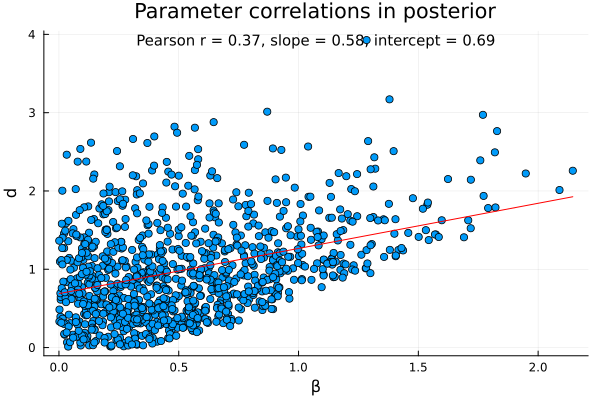 Parameter correlations in posterior
Pearson r = 0.37, slope = 0.58, intercept = 0.69
4
3
d
2
1
0
0.0 0.5 1.0 1.5 2.0
β